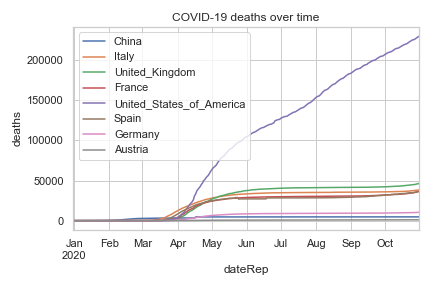 COVID-19 deaths over time
China
Italy
United_Kingdom
France
United_States_of_America
Spain
Germany
Austria
deaths
200000
150000
100000
50000
0
Jan Feb Mar Apr May Jun Jul Aug Sep Oct
2020
dateRep